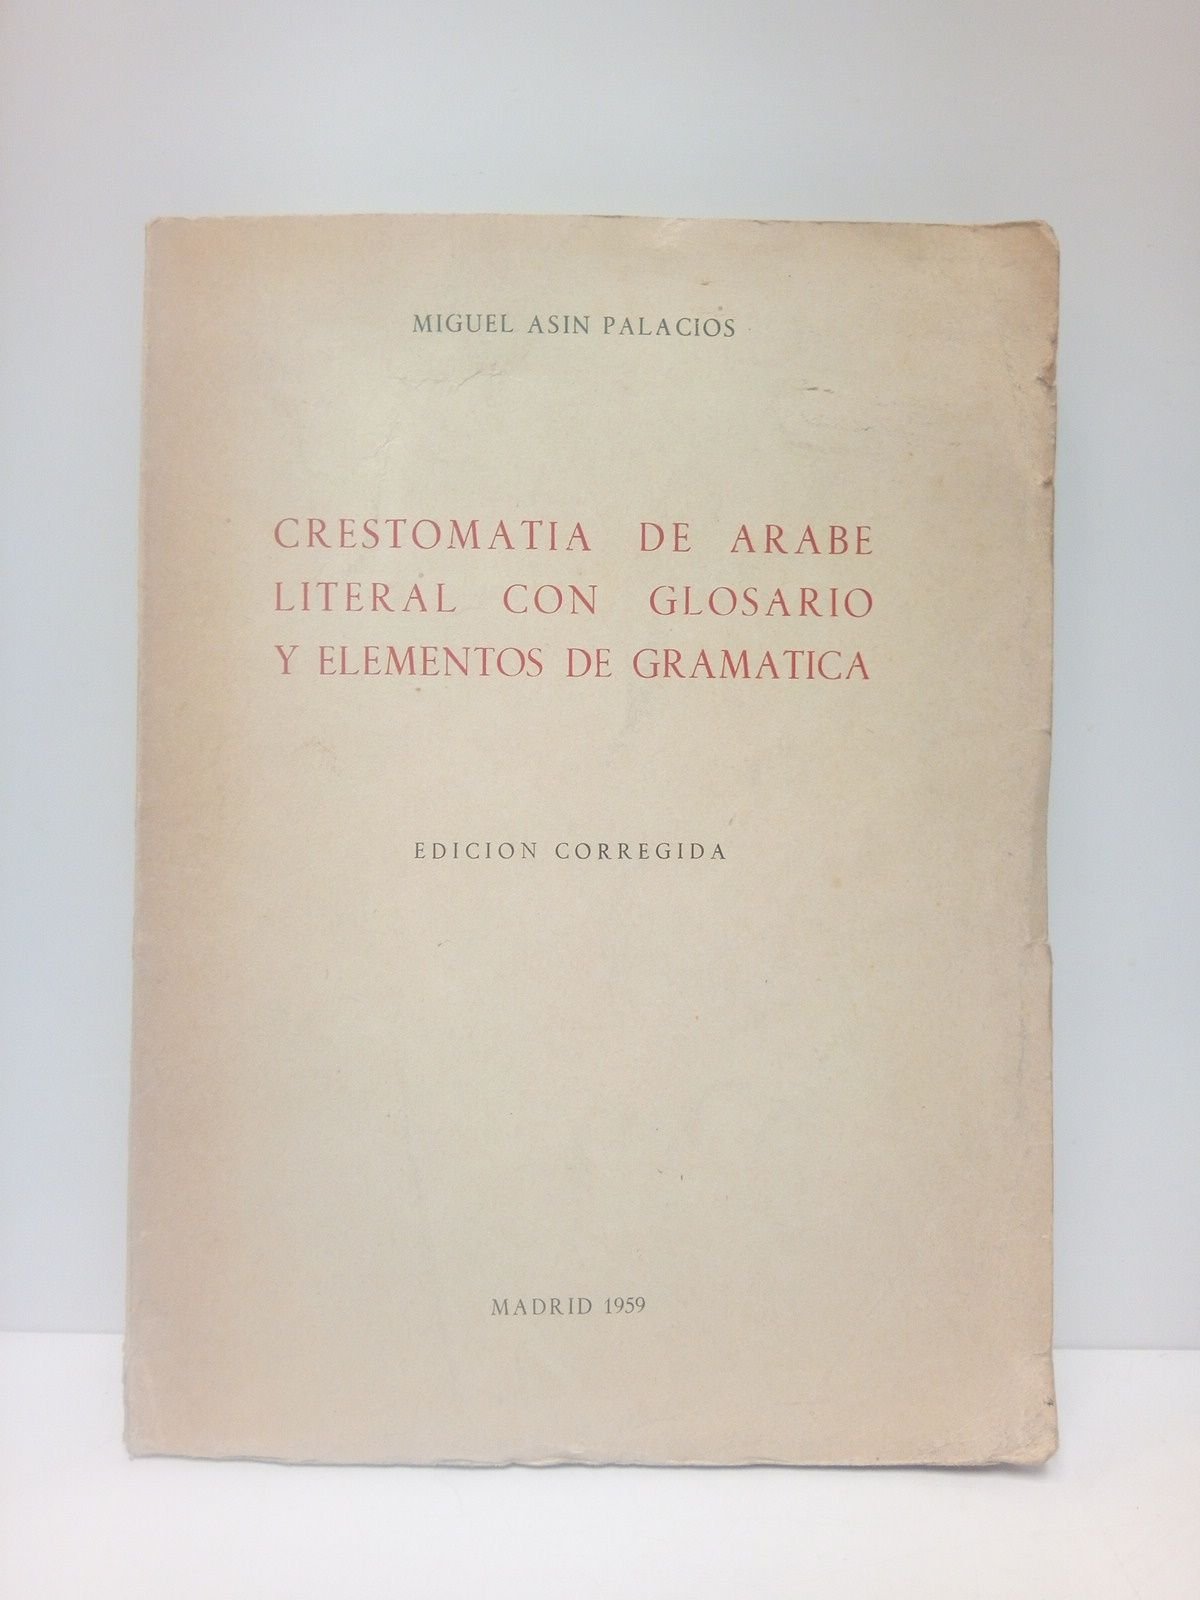 MIGUEL ASIN PALACIOS
CRESTOMATIA DE ARABE
LITERAL CON GLOSARIO
Y ELEMENTOS DE GRAMATICA
EDICION CORREGIDA
MADRID 1959